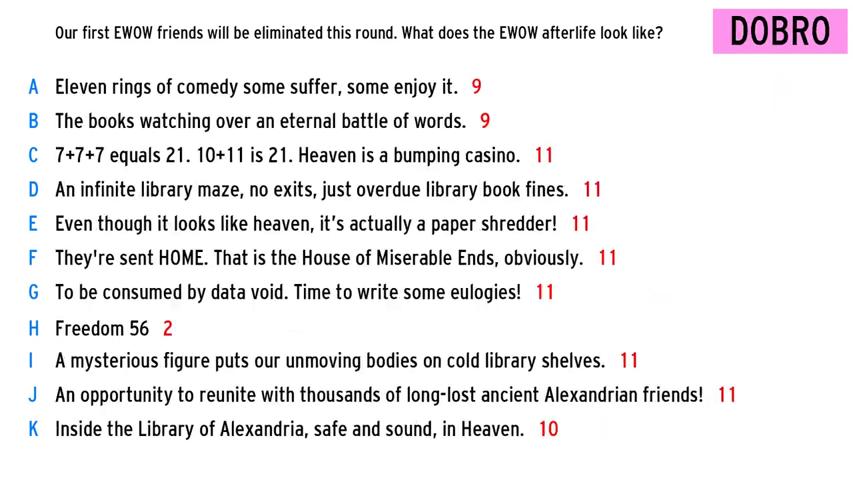 Our first EWOW friends will be eliminated this round. What does the EWOW afterlife look like?
DOBRO
A Eleven rings of comedy some suffer, some enjoy it. 9
B The books watching over an eternal battle of words. 9
C 7+7+7 equals 21. 10+11 is 21. Heaven is a bumping casino. 11
D An infinite library maze, no exits, just overdue library book fines. 11
E Even though it looks like heaven, it’s actually a paper shredder! 11
F They're sent HOME. That is the House of Miserable Ends, obviously. 11
G To be consumed by data void. Time to write some eulogies! 11
H Freedom 56 2
I A mysterious figure puts our unmoving bodies on cold library shelves. 11
J An opportunity to reunite with thousands of long-lost ancient Alexandrian friends! 11
K Inside the Library of Alexandria, safe and sound, in Heaven. 10